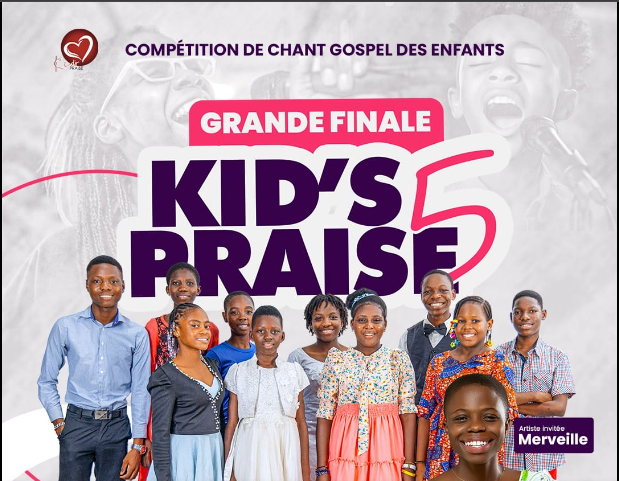 COMPÉTITION DE CHANT GOSPEL DES ENFANTS
GRANDE FINALE
KID'S
PRAISE 5
Artiste invitée
Merveille